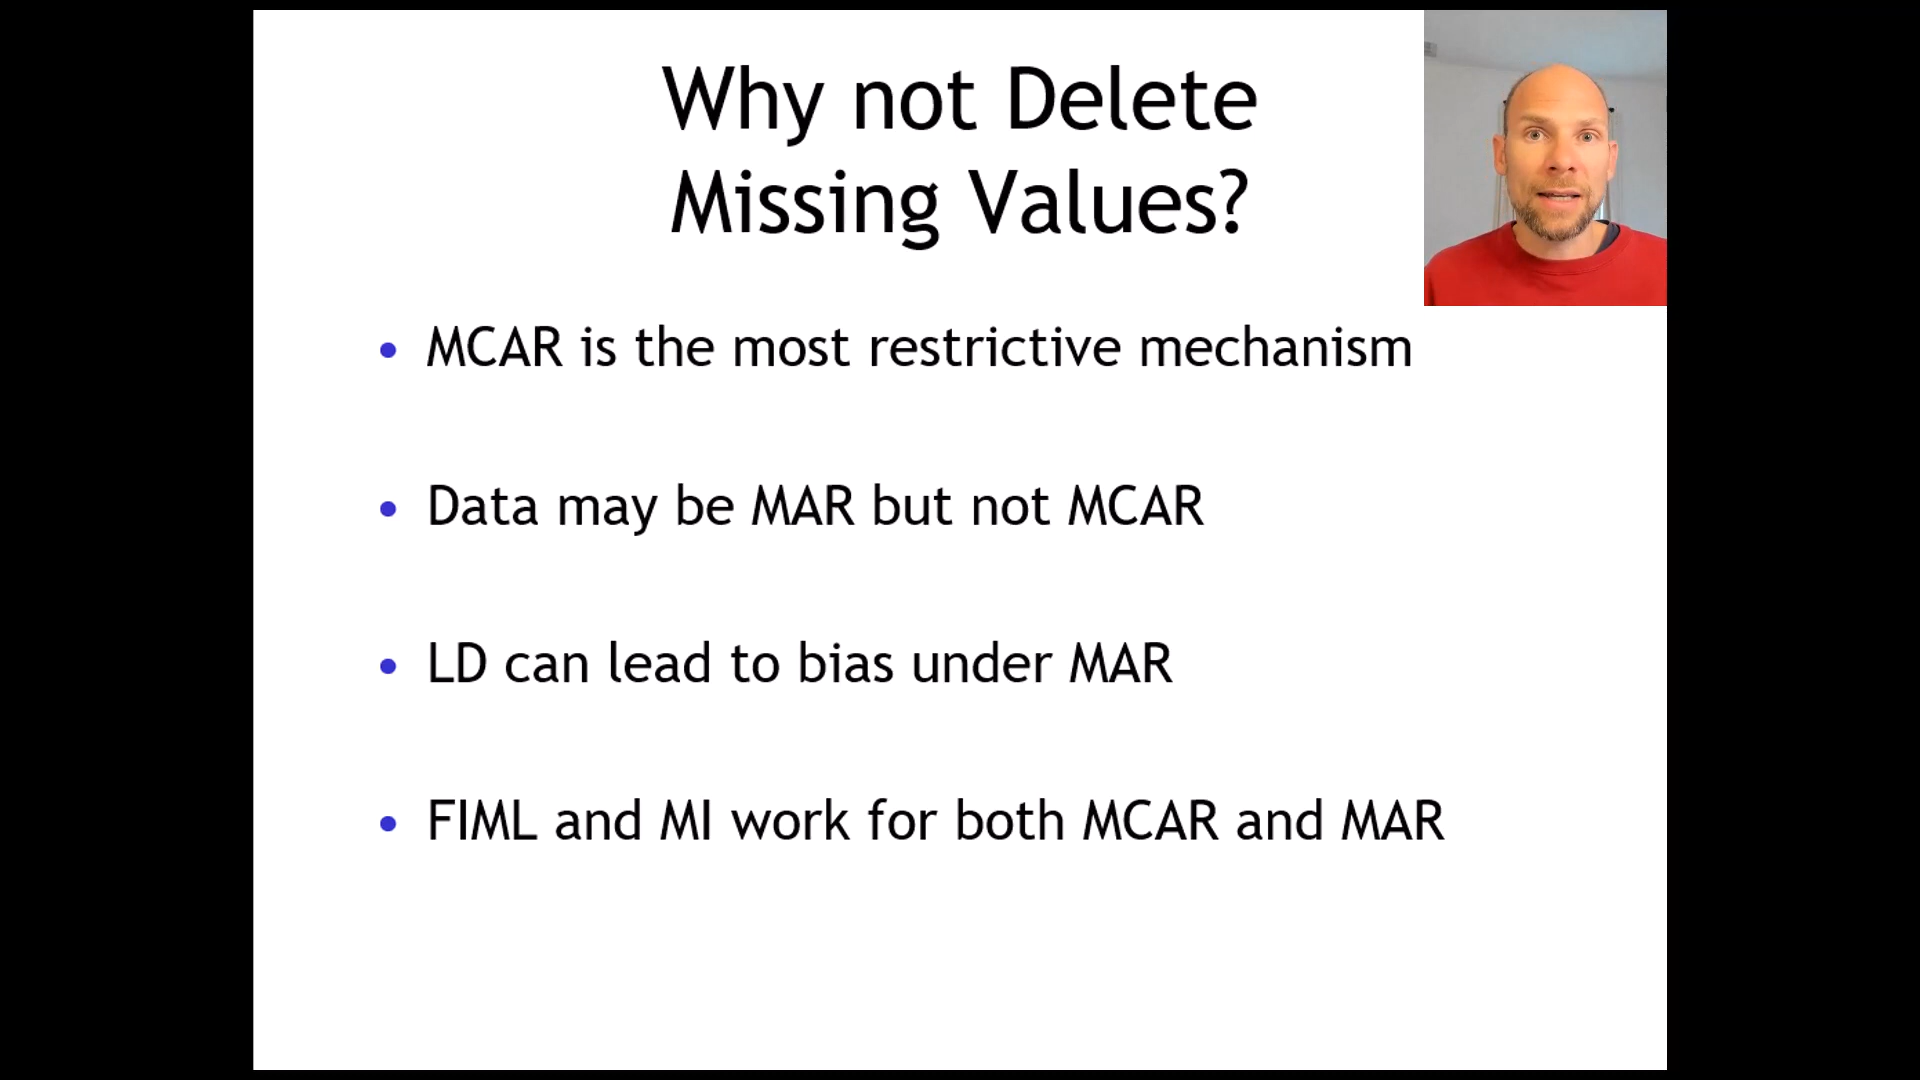 Why not Delete
Missing Values?
• MCAR is the most restrictive mechanism
• Data may be MAR but not MCAR
• LD can lead to bias under MAR
• FIML and MI work for both MCAR and MAR